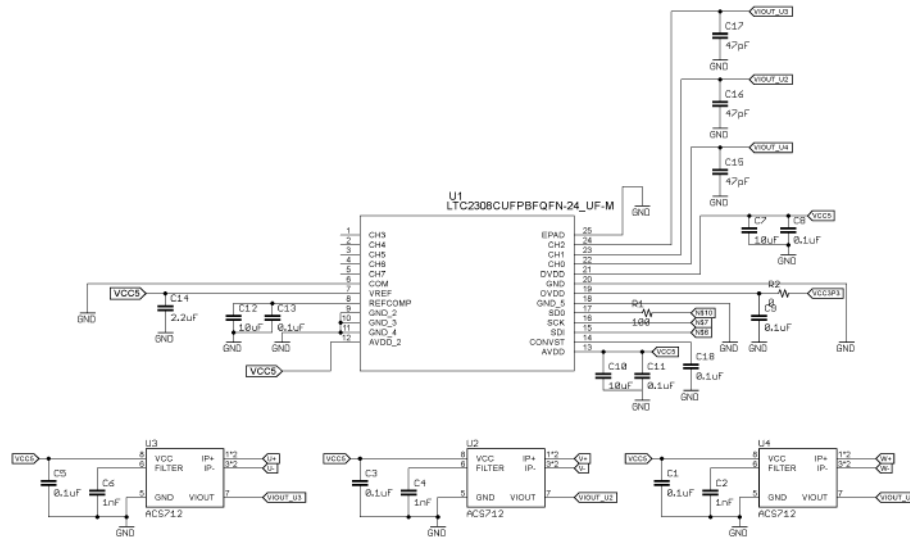 VIOUT_U3
C17
47pF
GND
VIOUT_U2
C16
47pF
GND
VIOUT_U4
C15
47pF
GND
U1
LTC2308CUFPBFQFN-24_UF-M
GND
VCC5
C7
10uF
C8
0.1uF
GND
1 CH3 EPAD 25
2 CH4 CH2 24
3 CH5 CH1 23
4 CH6 CH0 22
5 CH7 DVDD 21
6 COM GND 20
7 VREF OVDD 19
8 REFCOMP GND_5 18
9 GND_2 SDO 17
10 GND_3 SCK 16
11 GND_4 SDI 15
12 AVDD_2 CONVST 14
AVDD 13
VCC5
GND
C14
2.2uF
GND
C12
10uF
C13
0.1uF
GND
GND
VCC5
R2
0
VCC3P3
R1
100
N$10
N$7
N$6
C9
0.1uF
GND
GND
GND
VCC5
C10
10uF
C11
0.1uF
GND
C18
0.1uF
GND
U3
VCC5
8 VCC IP+ 1*2 U+
6 FILTER IP- 3*2 U-
5 GND VIOUT 7 VIOUT_U3
C5
0.1uF
C6
1nF
GND
ACS712
U2
VCC5
8 VCC IP+ 1*2
6 FILTER IP- 3*2 V-
5 GND VIOUT 7 VIOUT_U2
C3
0.1uF
C4
1nF
GND
ACS712
U4
VCC5
8 VCC IP+ 1*2 W+
6 FILTER IP- 3*2 W-
5 GND VIOUT 7
C1
0.1uF
C2
1nF
GND
ACS712